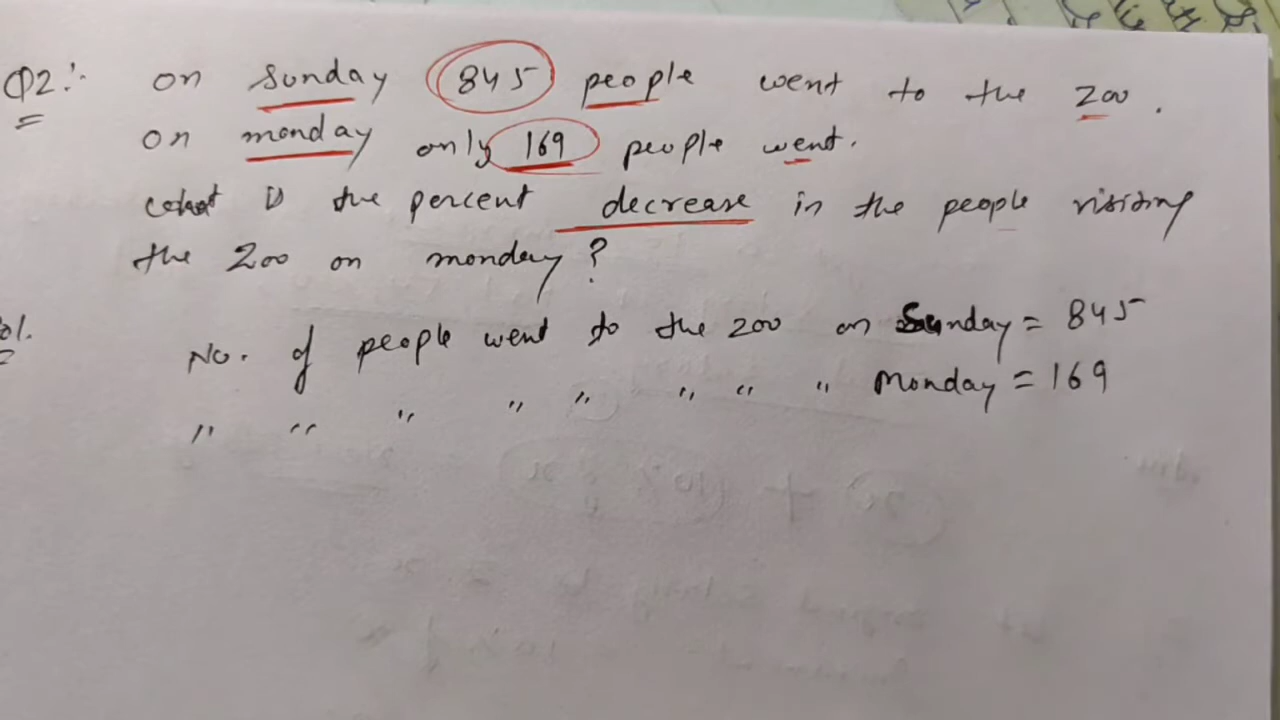 Q2:- on Sunday 845 people went to the zoo.
on monday only 169 people went.
what is the percent decrease in the people visiting
the zoo on monday?
Sol. No. of people went to the zoo on Sunday = 845
" " " " " " " " monday = 169